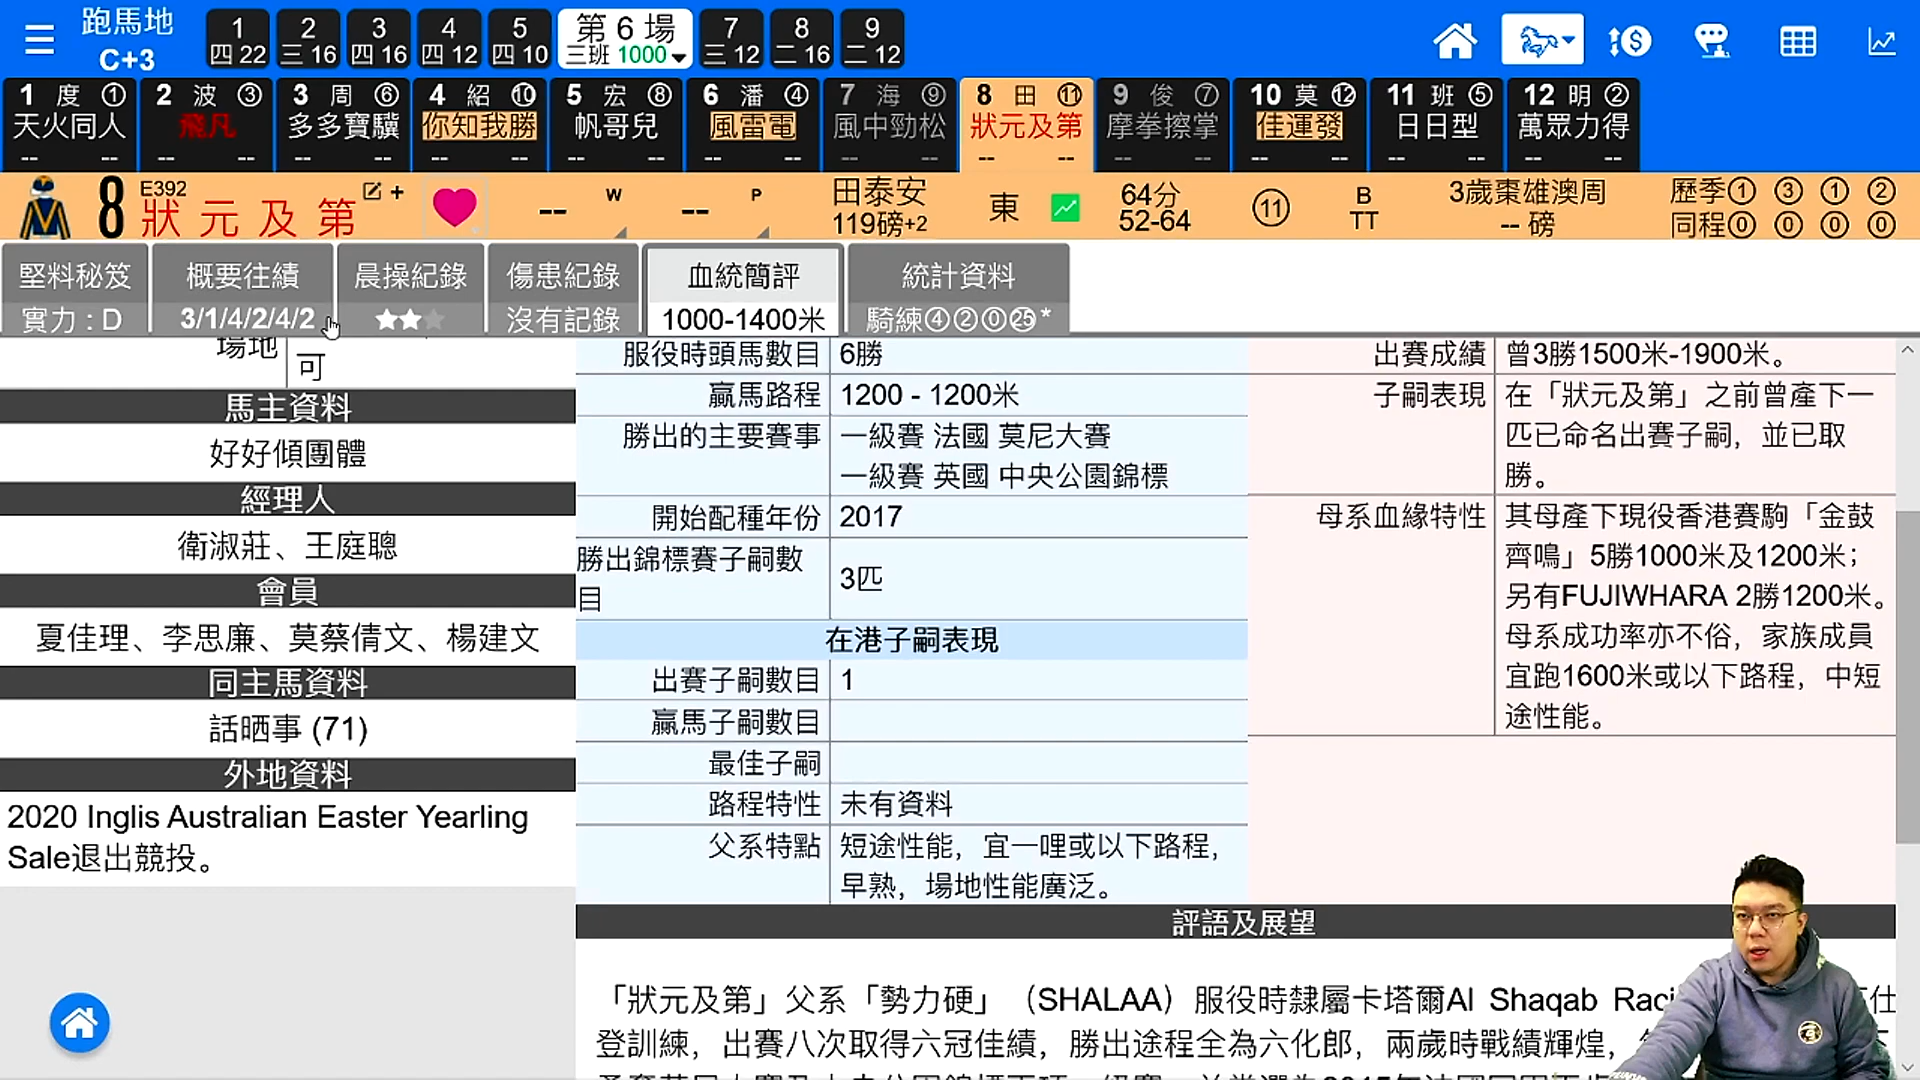 跑馬地
C+3
1
四 22
2
三 16
3
四 16
4
四 12
5
四 10
第 6 場
三班 1000
7
三 12
8
二 16
9
二 12
1 度 ①
天火同人
-- --
2 波 ③
飛凡
-- --
3 周 ⑥
多多寶驥
-- --
4 紹 ⑩
你知我勝
-- --
5 宏 ⑧
帆哥兒
-- --
6 潘 ④
風雷電
-- --
7 海 ⑨
風中勁松
-- --
8 田 ⑪
狀元及第
-- --
9 俊 ⑦
摩拳擦掌
-- --
10 莫 ⑫
佳運發
-- --
11 班 ⑤
日日型
-- --
12 明 ②
萬眾力得
-- --
8
E392
狀元及第
-- W
-- P
田泰安
119磅+2
東
64分
52-64
⑪
B
TT
3歲棗雄澳周
-- 磅
歷季① ③ ① ②
同程⓪ ⓪ ⓪ ⓪
堅料秘笈
實力 : D
概要往績
3/1/4/2/4/2
晨操紀錄
★★★
傷患紀錄
沒有記錄
血統簡評
1000-1400米
統計資料
騎練④②⓪㉕*
場地
可
馬主資料
好好傾團體
經理人
衛淑莊、王庭聰
會員
夏佳理、李思廉、莫蔡倩文、楊建文
同主馬資料
話晒事 (71)
外地資料
2020 Inglis Australian Easter Yearling
Sale退出競投。
服役時頭馬數目 6勝
贏馬路程 1200 - 1200米
勝出的主要賽事 一級賽 法國 莫尼大賽
一級賽 英國 中央公園錦標
開始配種年份 2017
勝出錦標賽子嗣數
目
3匹
在港子嗣表現
出賽子嗣數目 1
贏馬子嗣數目
最佳子嗣
路程特性 未有資料
父系特點 短途性能，宜一哩或以下路程，
早熟，場地性能廣泛。
出賽成績 曾3勝1500米-1900米。
子嗣表現 在「狀元及第」之前曾產下一
匹已命名出賽子嗣，並已取
勝。
母系血緣特性 其母產下現役香港賽駒「金鼓
齊鳴」5勝1000米及1200米；
另有FUJIWHARA 2勝1200米。
母系成功率亦不俗，家族成員
宜跑1600米或以下路程，中短
途性能。
評語及展望
「狀元及第」父系「勢力硬」（SHALAA）服役時隸屬卡塔爾Al Shaqab Raci
仕
登訓練，出賽八次取得六冠佳績，勝出途程全為六化郎，兩歲時戰績輝煌，